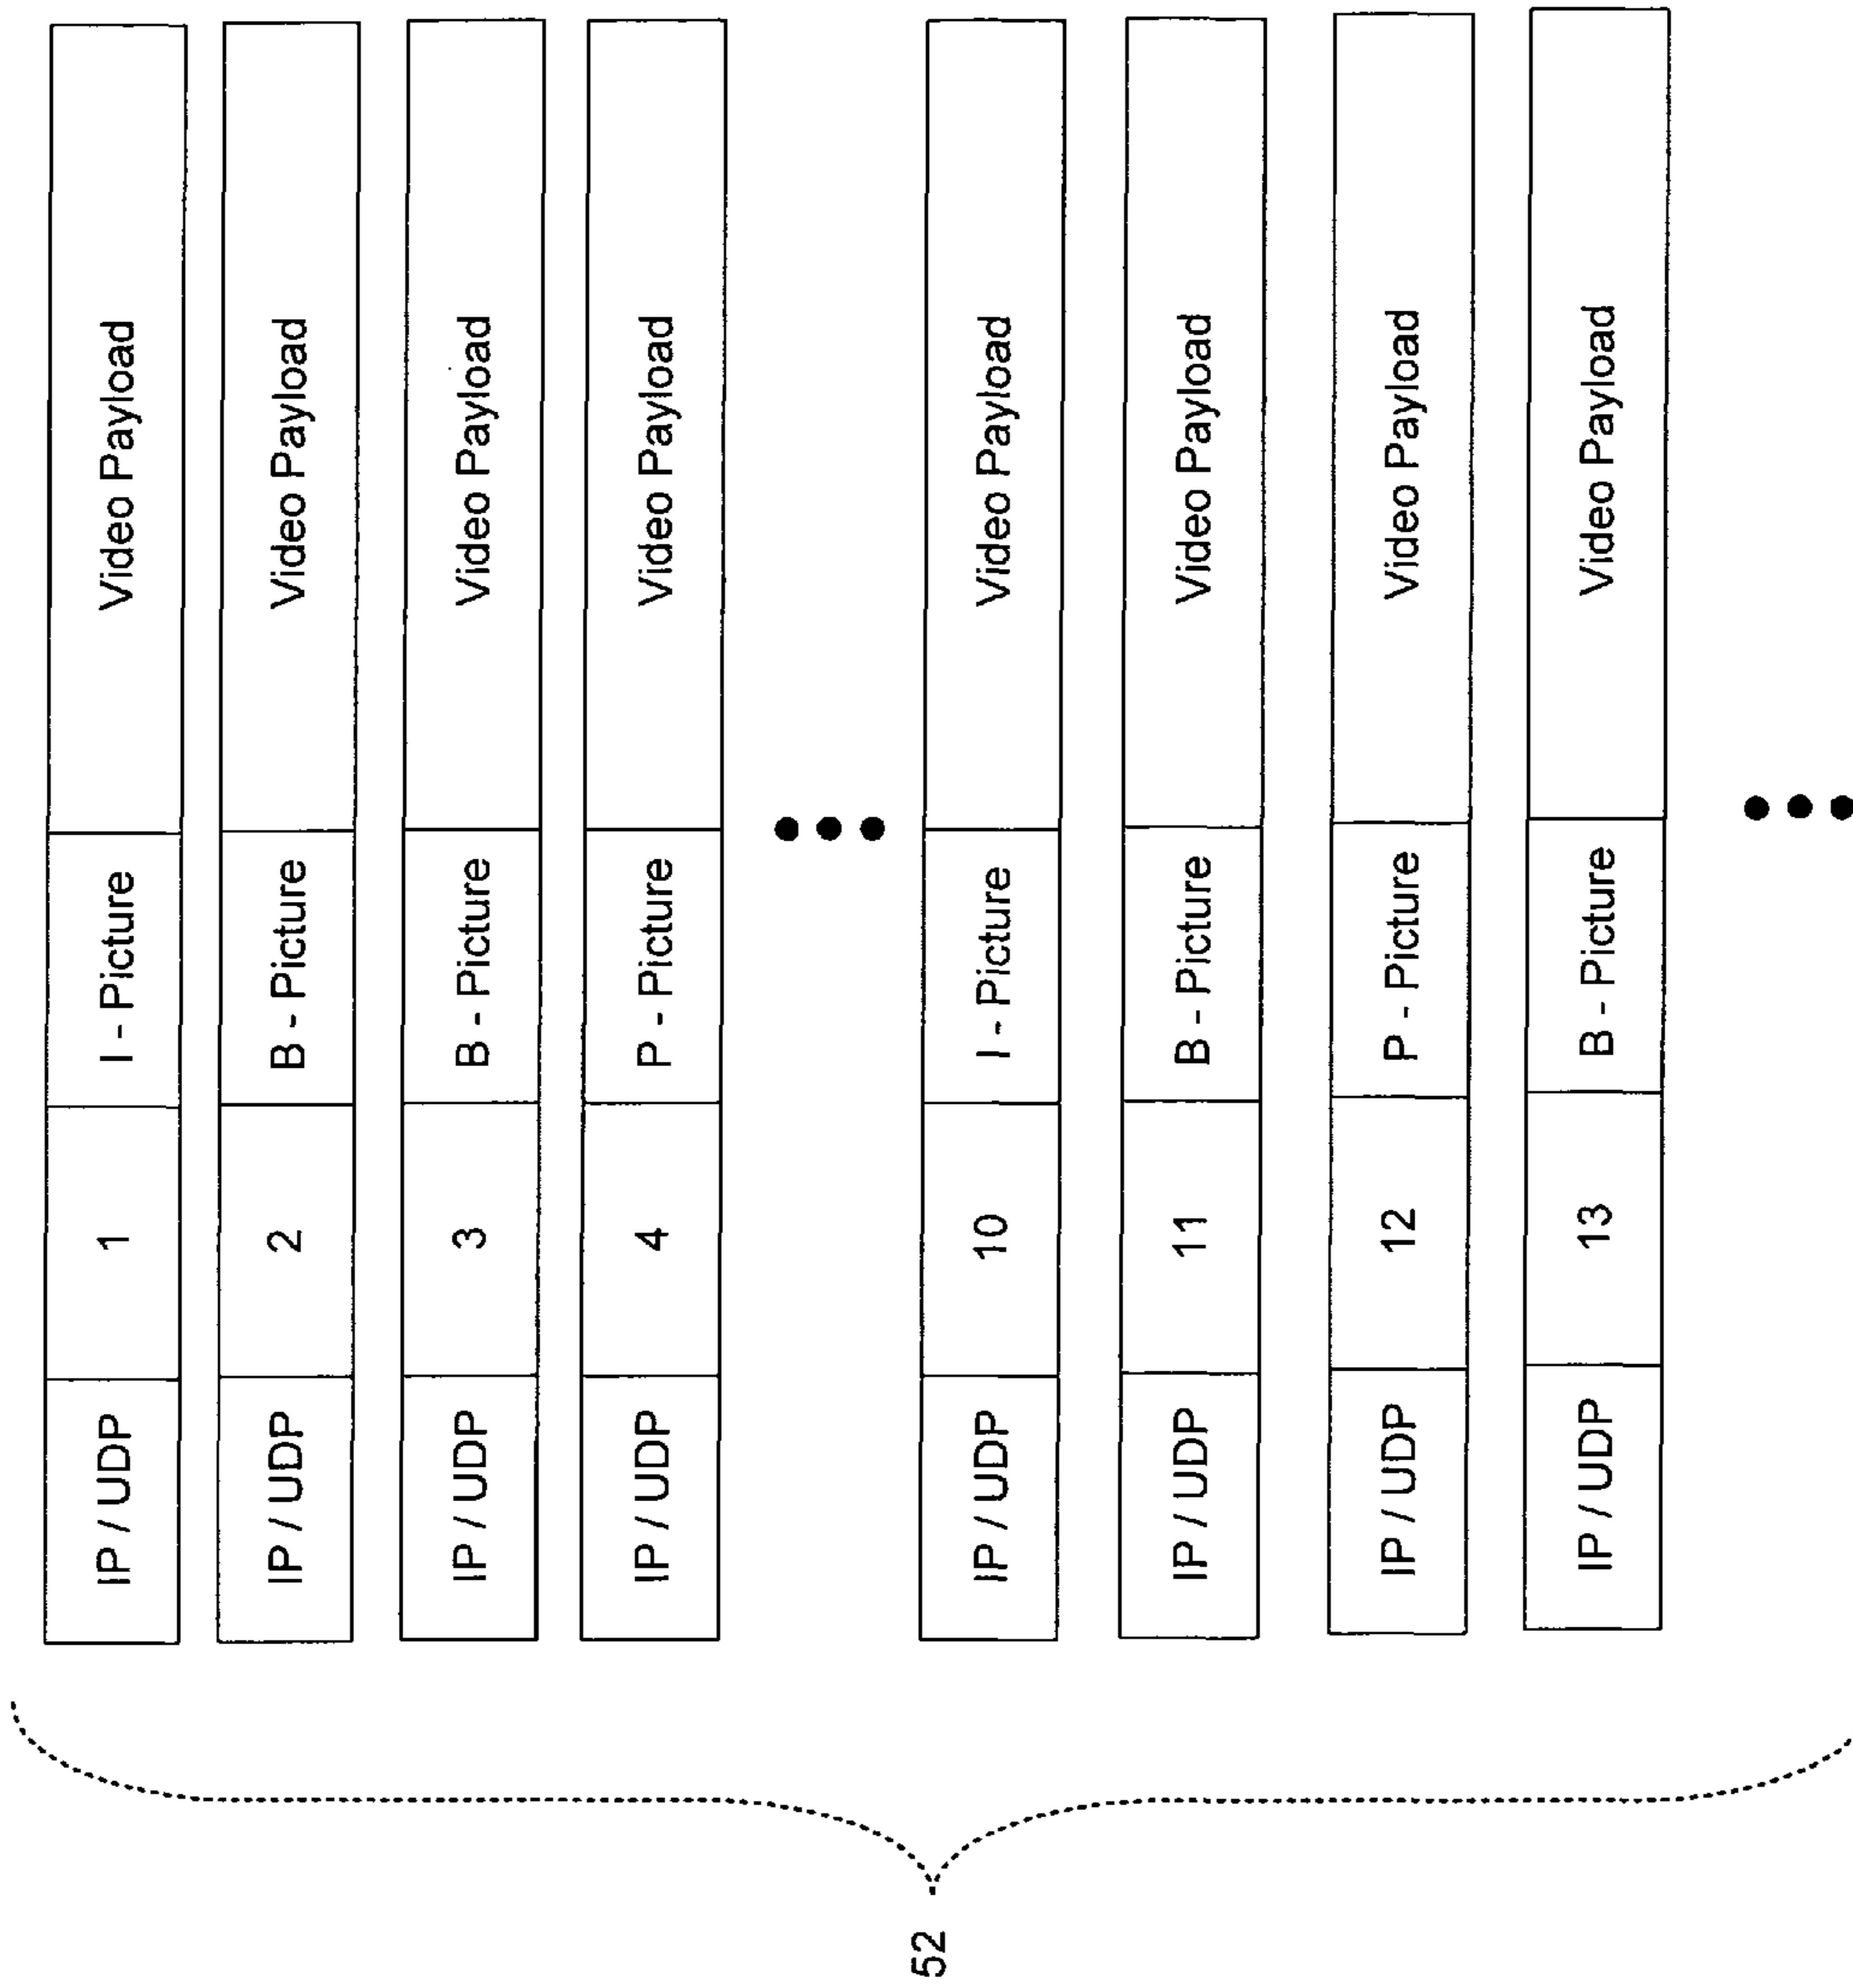 IP / UDP 1 I - Picture Video Payload
IP / UDP 2 B - Picture Video Payload
IP / UDP 3 B - Picture Video Payload
IP / UDP 4 P - Picture Video Payload
IP / UDP 10 I - Picture Video Payload
IP / UDP 11 B - Picture Video Payload
IP / UDP 12 P - Picture Video Payload
IP / UDP 13 B - Picture Video Payload
52